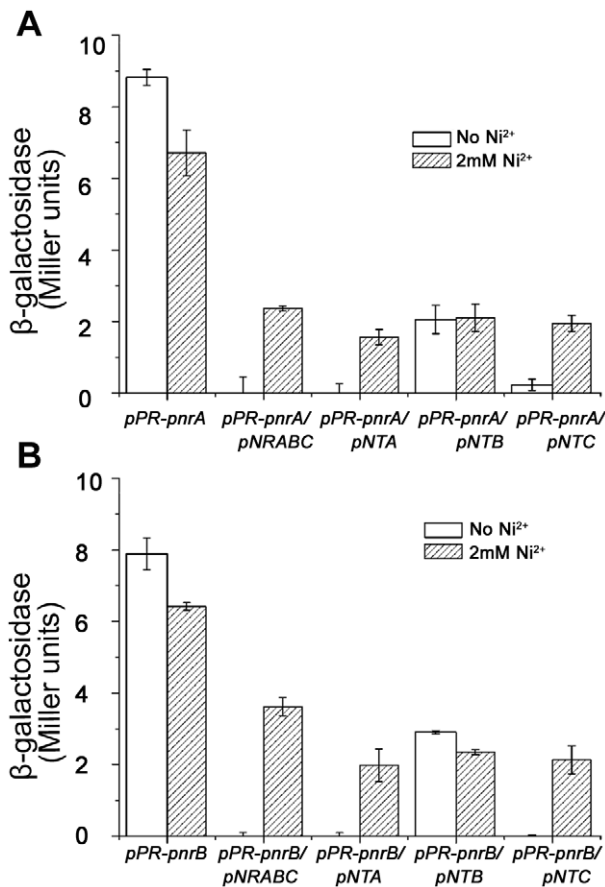 A
10
8
6
4
2
0
β-galactosidase
(Miller units)
No Ni²⁺
2mM Ni²⁺
pPR-pnrA pPR-pnrA/ pPR-pnrA/ pPR-pnrA/ pPR-pnrA/
pNRABC pNTA pNTB pNTC
B
10
8
6
4
2
0
β-galactosidase
(Miller units)
No Ni²⁺
2mM Ni²⁺
pPR-pnrB pPR-pnrB/ pPR-pnrB/ pPR-pnrB/ pPR-pnrB/
pNRABC pNTA pNTB pNTC